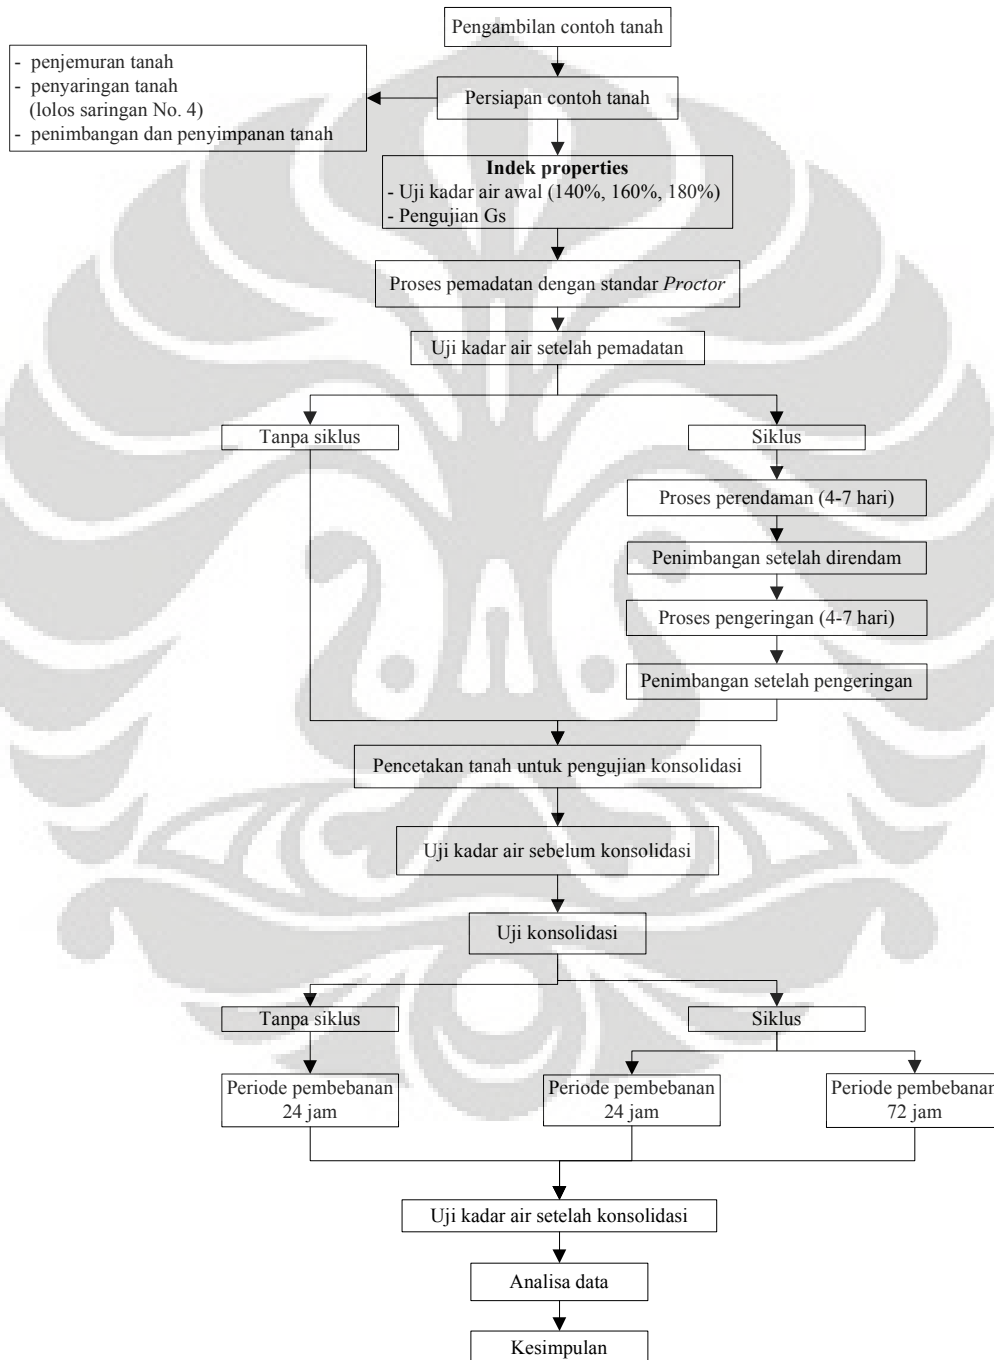 Pengambilan contoh tanah
- penjemuran tanah
- penyaringan tanah
(lolos saringan No. 4)
- penimbangan dan penyimpanan tanah
Persiapan contoh tanah
Indek properties
- Uji kadar air awal (140%, 160%, 180%)
- Pengujian Gs
Proses pemadatan dengan standar Proctor
Uji kadar air setelah pemadatan
Tanpa siklus
Siklus
Proses perendaman (4-7 hari)
Penimbangan setelah direndam
Proses pengeringan (4-7 hari)
Penimbangan setelah pengeringan
Pencetakan tanah untuk pengujian konsolidasi
Uji kadar air sebelum konsolidasi
Uji konsolidasi
Tanpa siklus
Siklus
Periode pembebanan
24 jam
Periode pembebanan
24 jam
Periode pembebanan
72 jam
Uji kadar air setelah konsolidasi
Analisa data
Kesimpulan